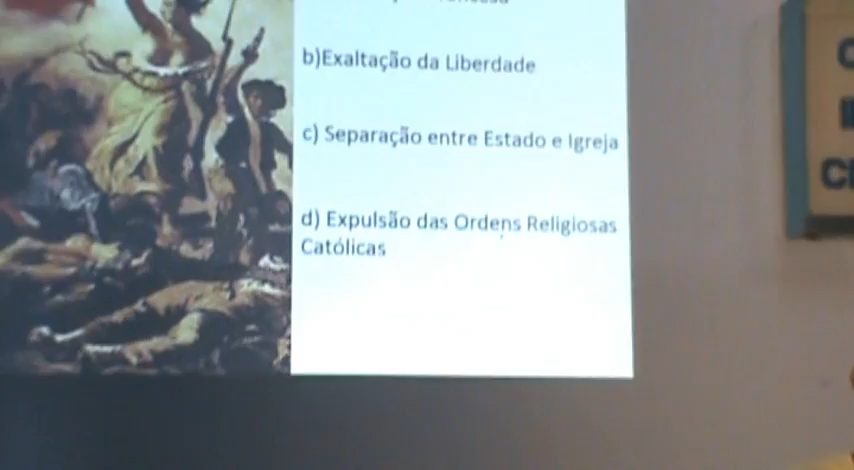 b)Exaltação da Liberdade
c) Separação entre Estado e Igreja
d) Expulsão das Ordens Religiosas
Católicas